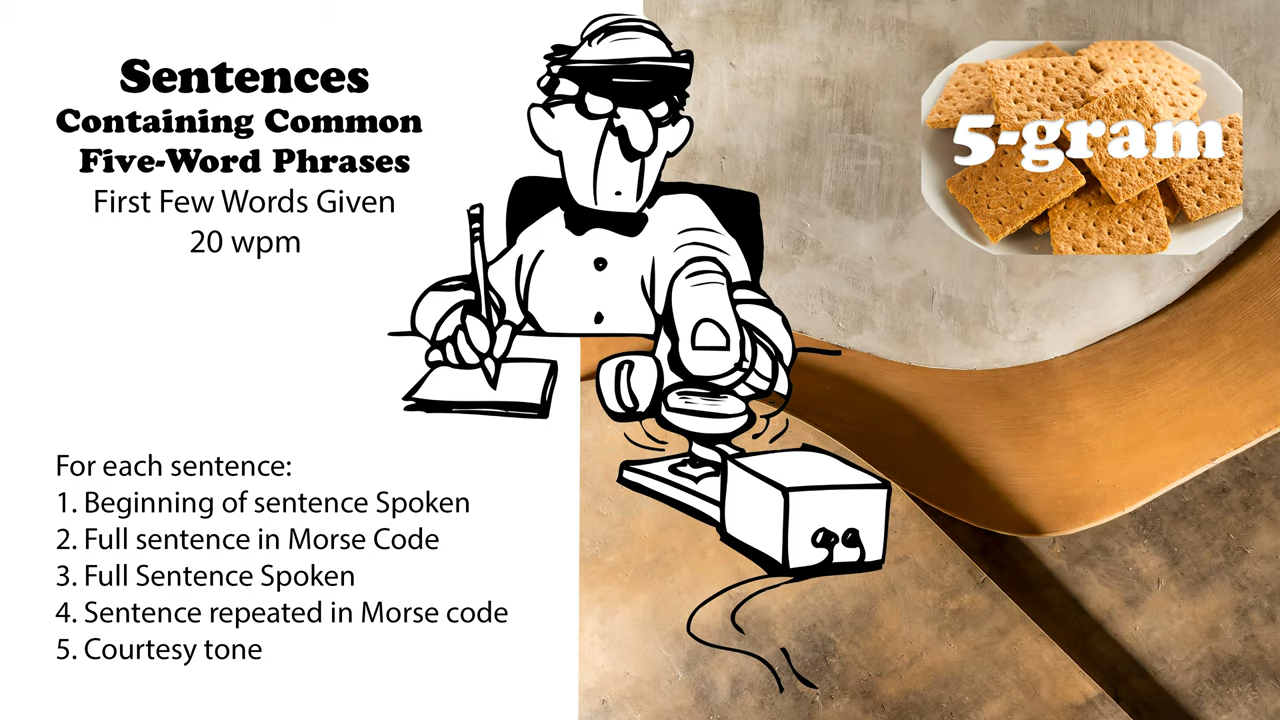 Sentences
Containing Common
Five-Word Phrases
First Few Words Given
20 wpm
5-gram
For each sentence:
1. Beginning of sentence Spoken
2. Full sentence in Morse Code
3. Full Sentence Spoken
4. Sentence repeated in Morse code
5. Courtesy tone